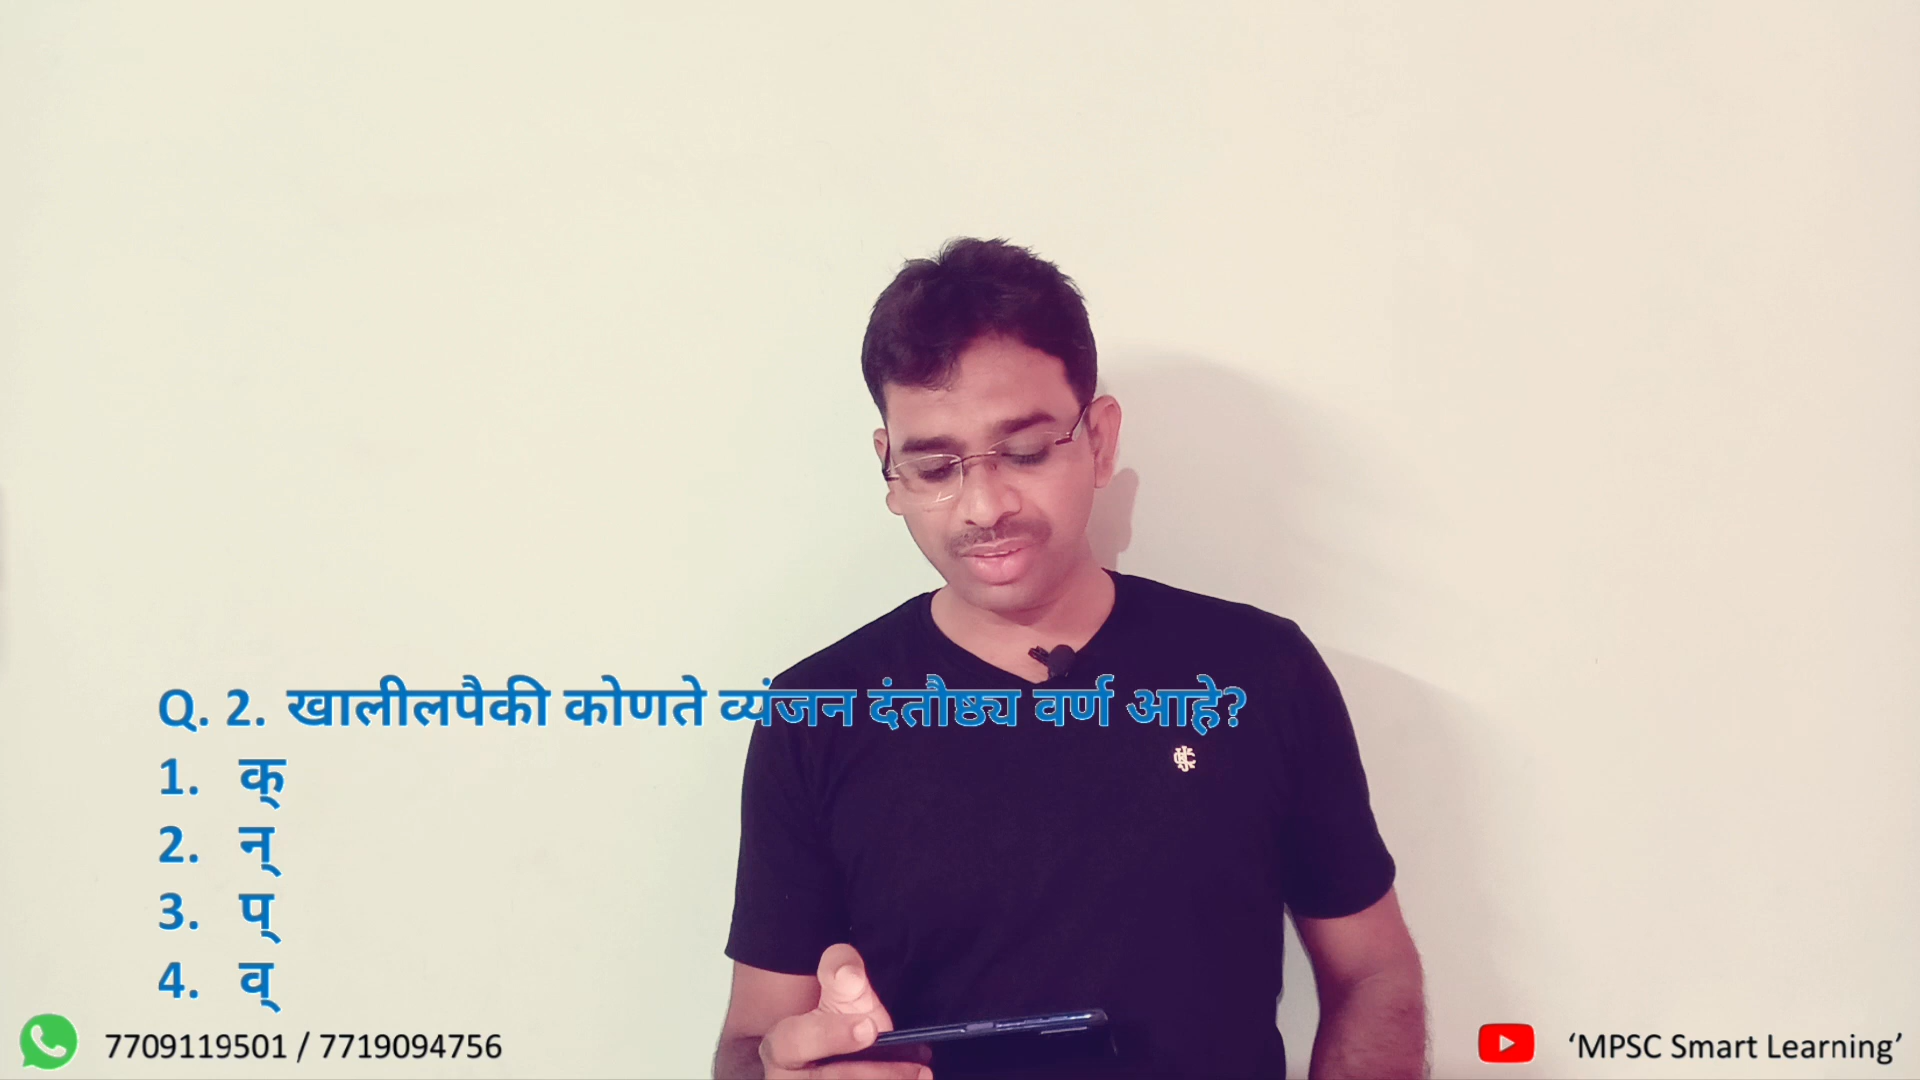 Q. 2. खालीलपैकी कोणते व्यंजन दंतौष्ठ्य वर्ण आहे?
1. क्
2. न्
3. प्
4. व्
7709119501 / 7719094756
‘MPSC Smart Learning’